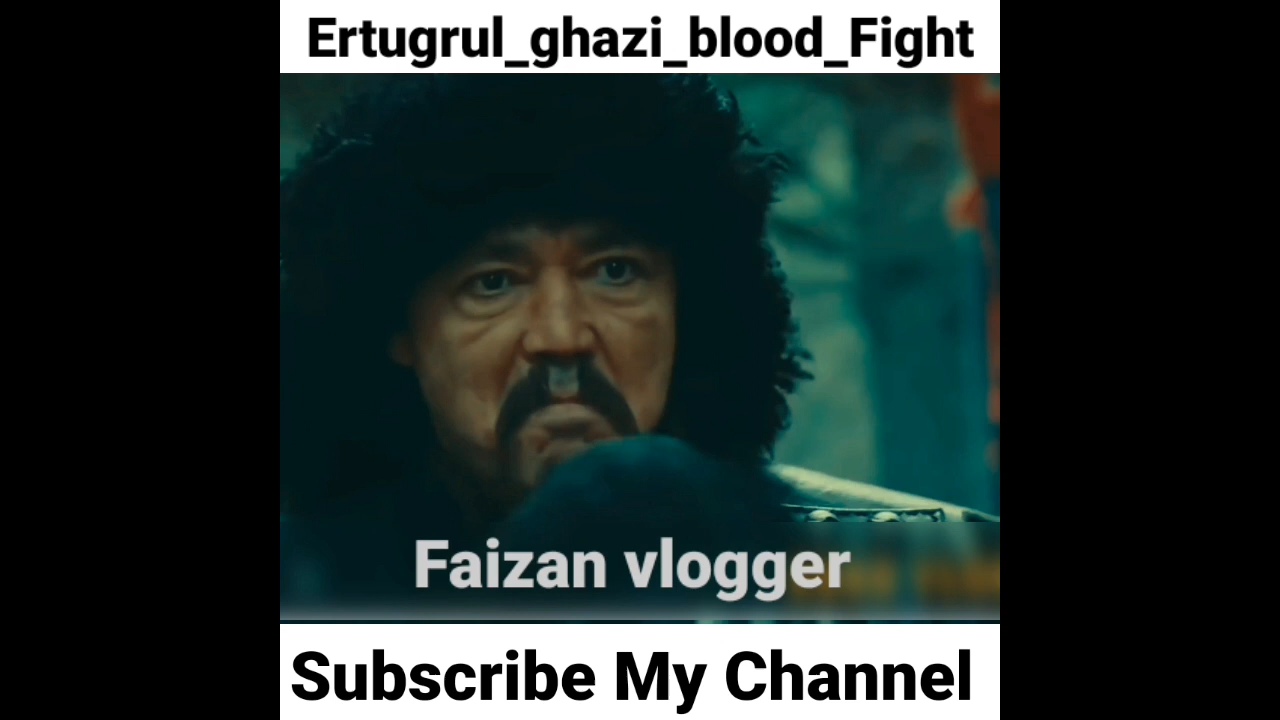 Ertugrul_ghazi_blood_Fight
Faizan vlogger
Subscribe My Channel